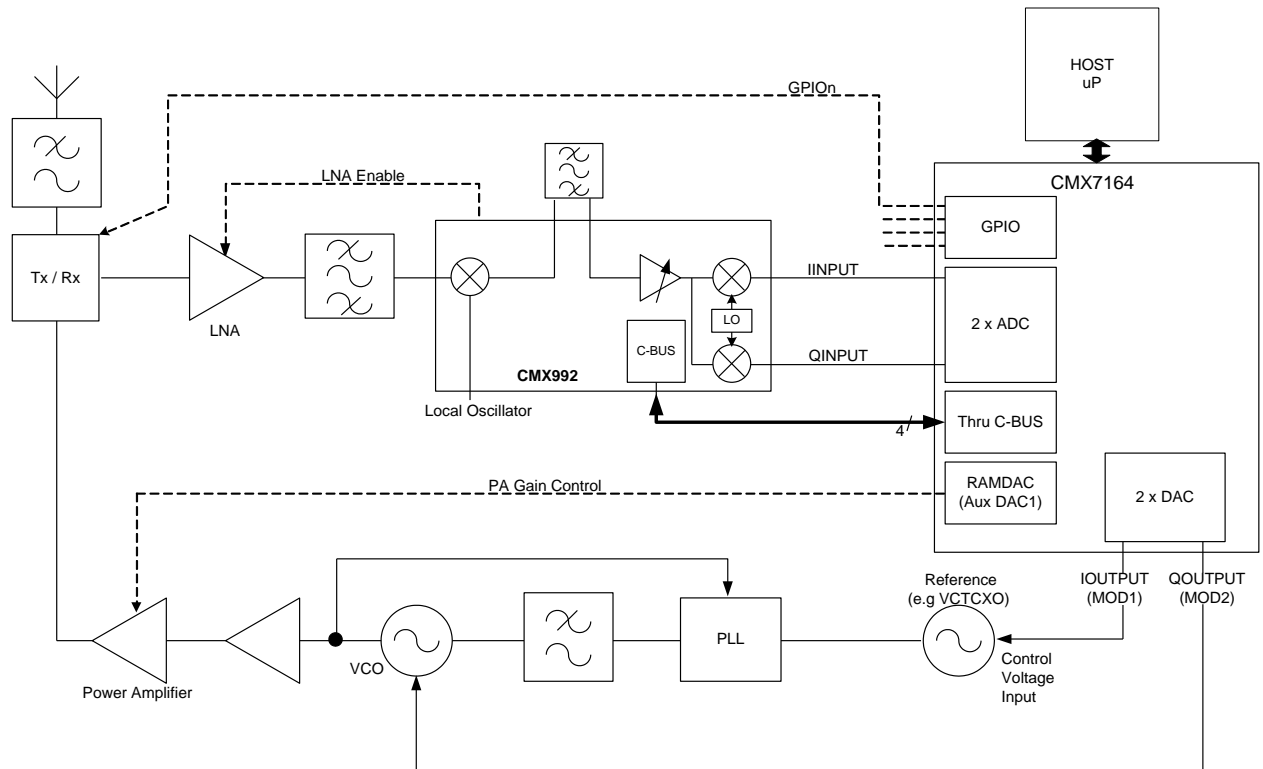 HOST
uP
GPIOn
CMX7164
LNA Enable
GPIO
Tx / Rx
IINPUT
LNA
LO
2 x ADC
C-BUS
QINPUT
CMX992
Local Oscillator
4
Thru C-BUS
PA Gain Control
RAMDAC
(Aux DAC1)
2 x DAC
Reference
(e.g VCTCXO)
IOUTPUT
(MOD1)
QOUTPUT
(MOD2)
PLL
VCO
Control
Voltage
Input
Power Amplifier